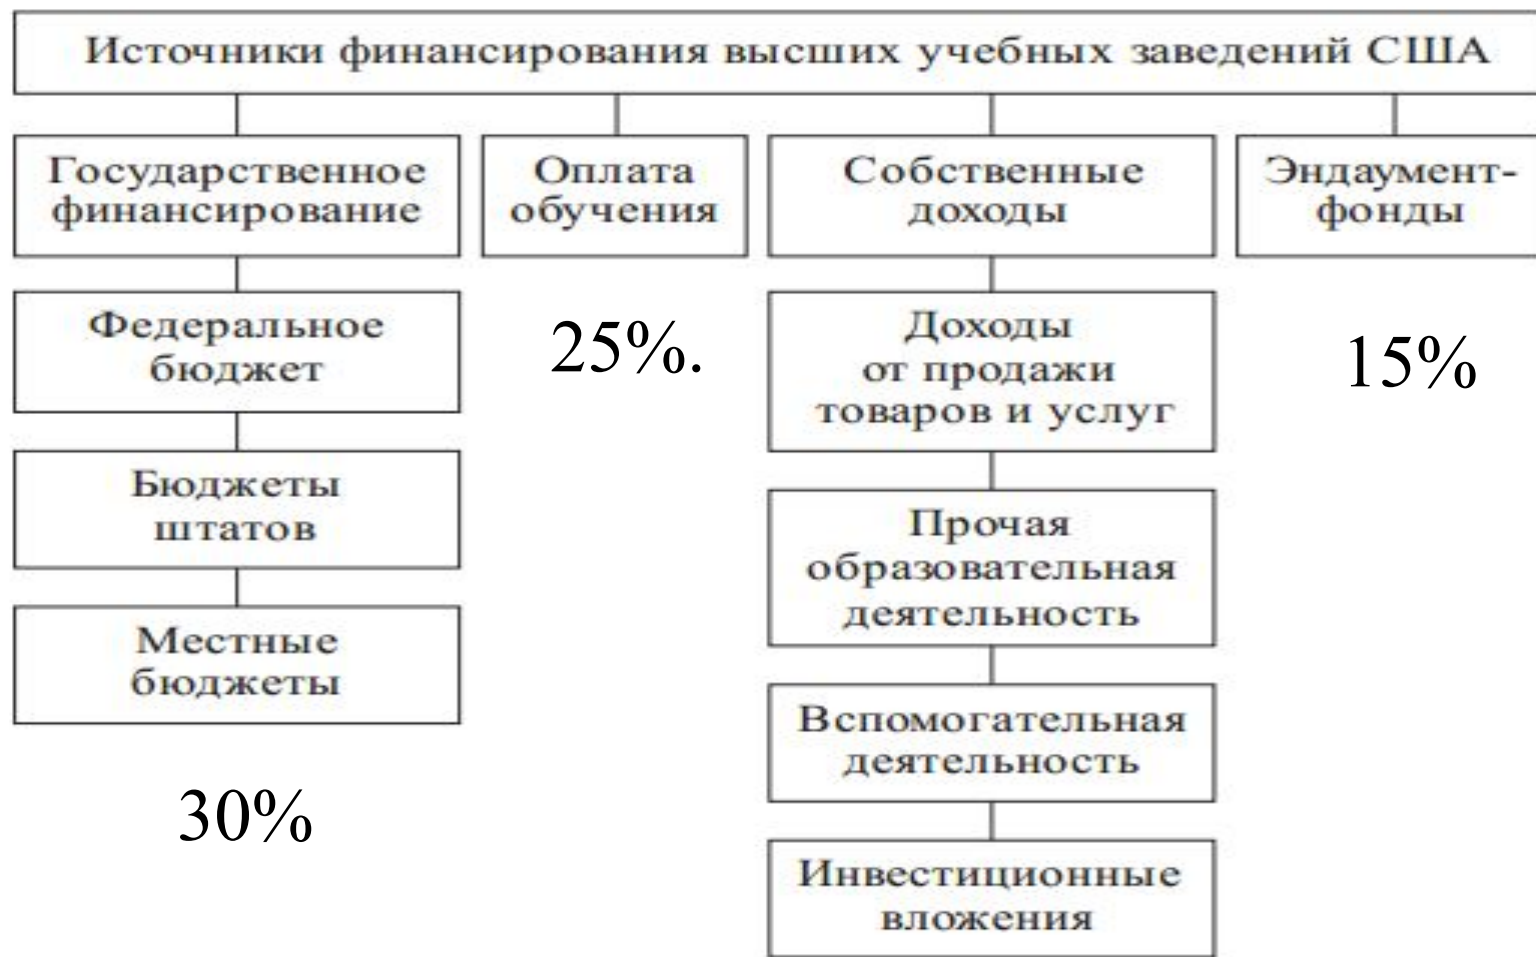 Источники финансирования высших учебных заведений США
Государственное
финансирование
Оплата
обучения
Собственные
доходы
Эндаумент-
фонды
Федеральное
бюджет
Бюджеты
штатов
Местные
бюджеты
30%
25%.
Доходы
от продажи
товаров и услуг
Прочая
образовательная
деятельность
Вспомогательная
деятельность
Инвестиционные
вложения
15%